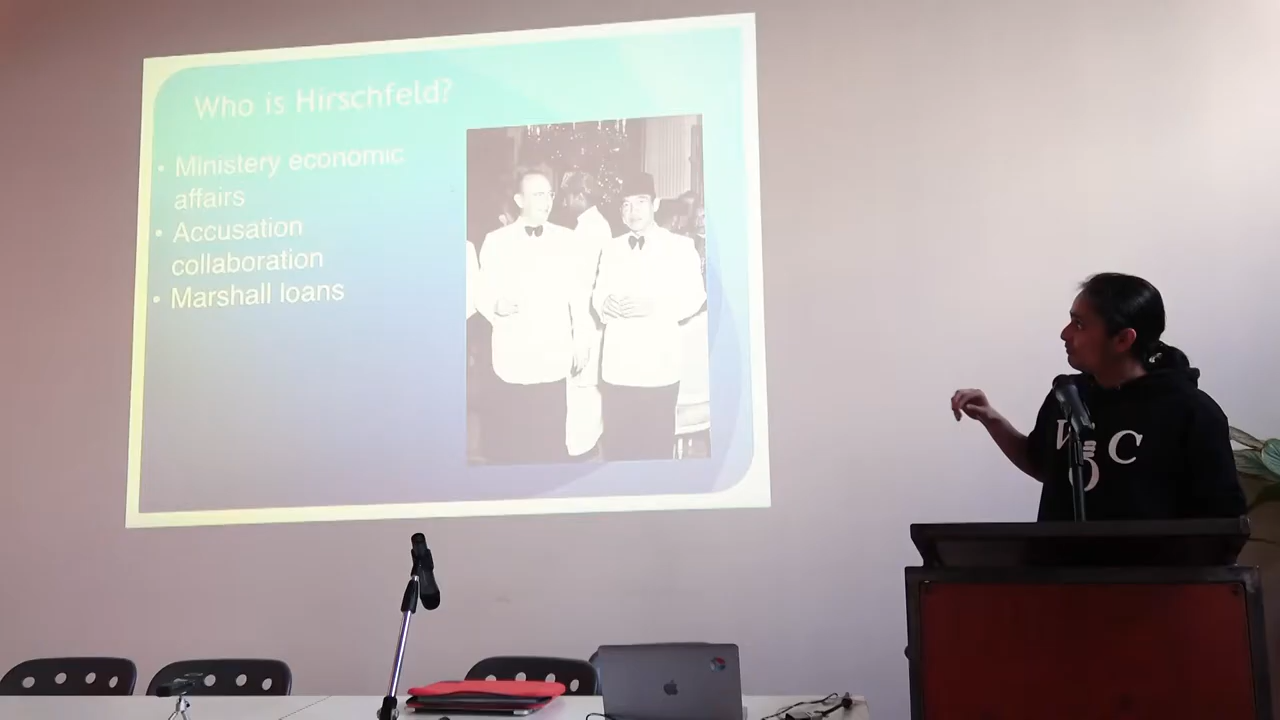 Who is Hirschfeld?
• Ministery economic
affairs
• Accusation
collaboration
• Marshall loans
V C
O